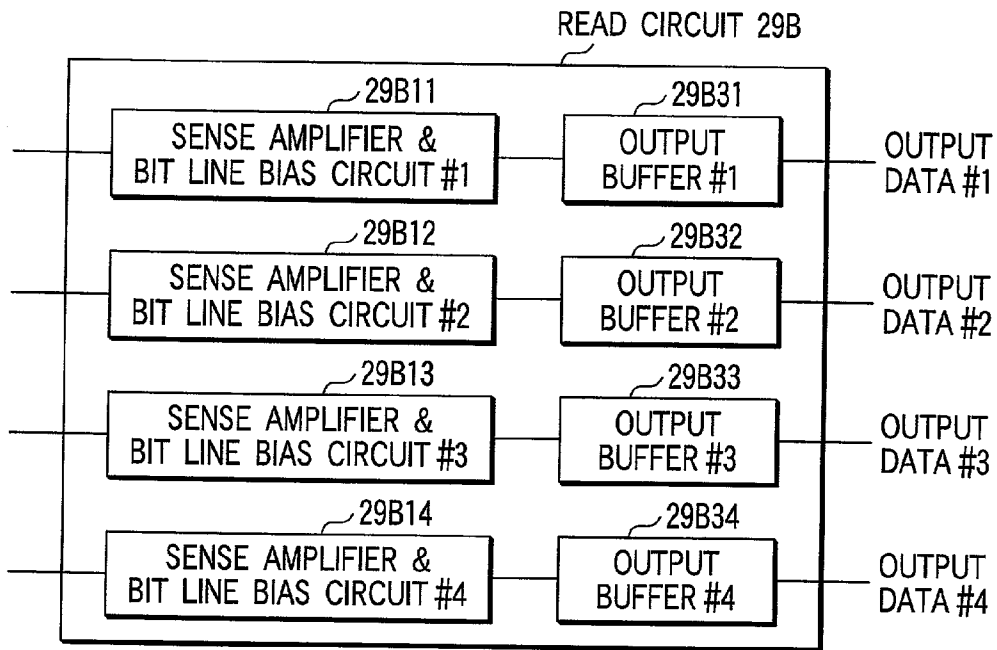 READ CIRCUIT 29B
29B11
SENSE AMPLIFIER &
BIT LINE BIAS CIRCUIT #1
29B31
OUTPUT
BUFFER #1
OUTPUT
DATA #1
29B12
SENSE AMPLIFIER &
BIT LINE BIAS CIRCUIT #2
29B32
OUTPUT
BUFFER #2
OUTPUT
DATA #2
29B13
SENSE AMPLIFIER &
BIT LINE BIAS CIRCUIT #3
29B33
OUTPUT
BUFFER #3
OUTPUT
DATA #3
29B14
SENSE AMPLIFIER &
BIT LINE BIAS CIRCUIT #4
29B34
OUTPUT
BUFFER #4
OUTPUT
DATA #4